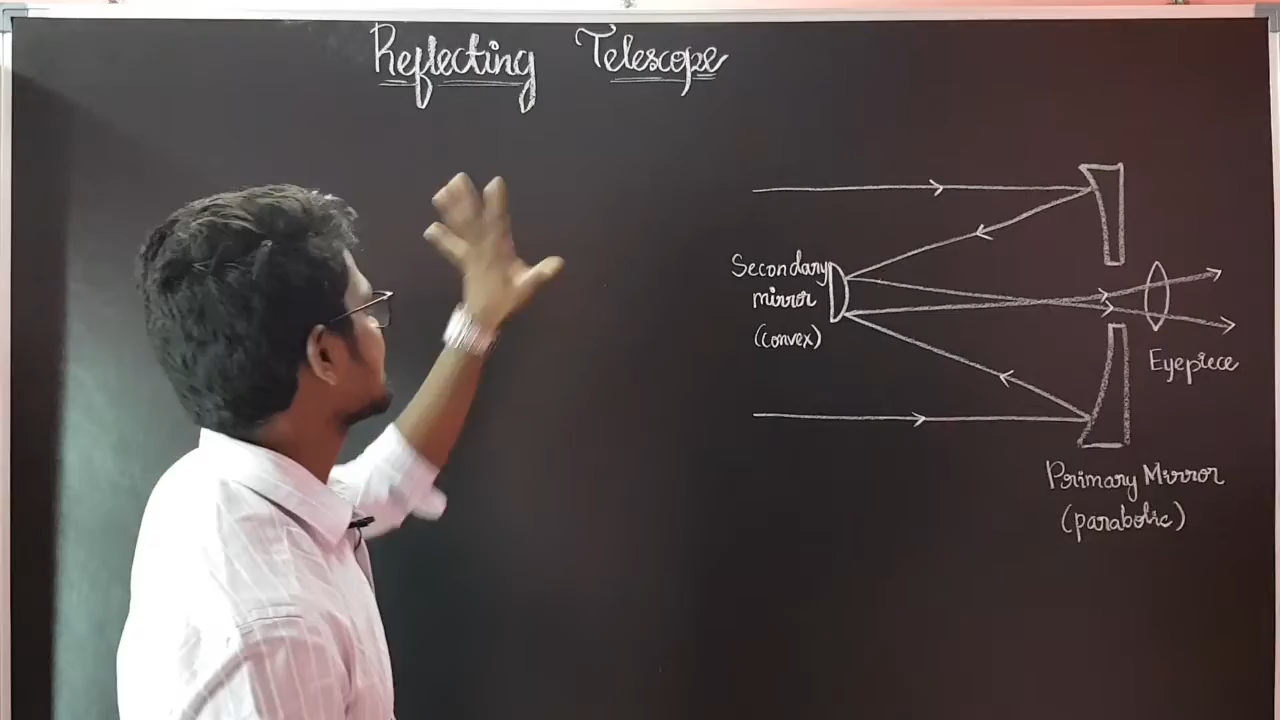 Reflecting Telescope
Secondary
mirror
(convex)
Eyepiece
Primary Mirror
(parabolic)